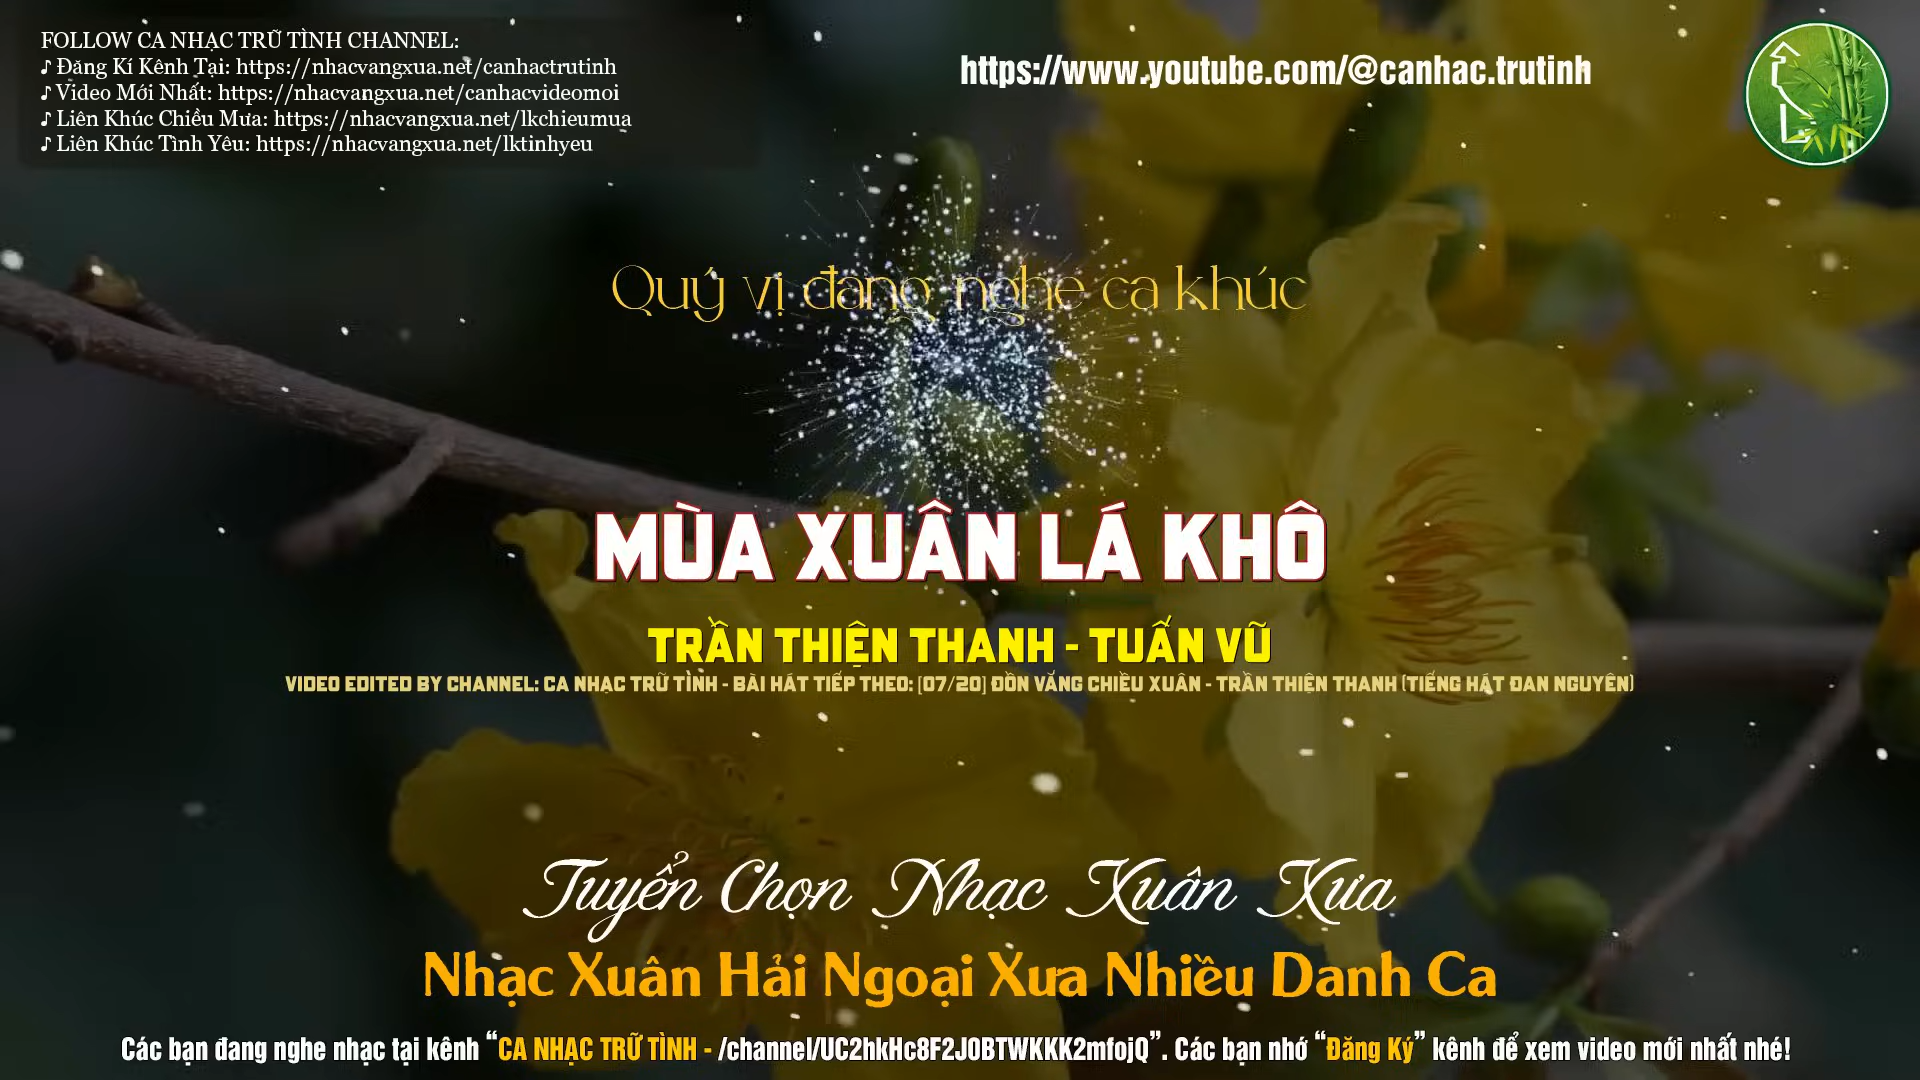 FOLLOW CA NHẠC TRỮ TÌNH CHANNEL:
♪ Đăng Kí Kênh Tại: https://nhacvangxua.net/canhactrutinh
♪ Video Mới Nhất: https://nhacvangxua.net/canhacvideomoi
♪ Liên Khúc Chiều Mưa: https://nhacvangxua.net/lkchieumua
♪ Liên Khúc Tình Yêu: https://nhacvangxua.net/lktinhyeu
https://www.youtube.com/@canhac.trutinh
Quý vị đang nghe ca khúc
MÙA XUÂN LÁ KHÔ
TRẦN THIỆN THANH - TUẤN VŨ
VIDEO EDITED BY CHANNEL: CA NHẠC TRỮ TÌNH - BÀI HÁT TIẾP THEO: [07/20] ĐỒN VẮNG CHIỀU XUÂN - TRẦN THIỆN THANH (TIẾNG HÁT ĐAN NGUYÊN)
Tuyển Chọn Nhạc Xuân Xưa
Nhạc Xuân Hải Ngoại Xưa Nhiều Danh Ca
Các bạn đang nghe nhạc tại kênh “CA NHẠC TRỮ TÌNH - /channel/UC2hkHc8F2J0BTWKKK2mfojQ”. Các bạn nhớ “Đăng Ký” kênh để xem video mới nhất nhé!